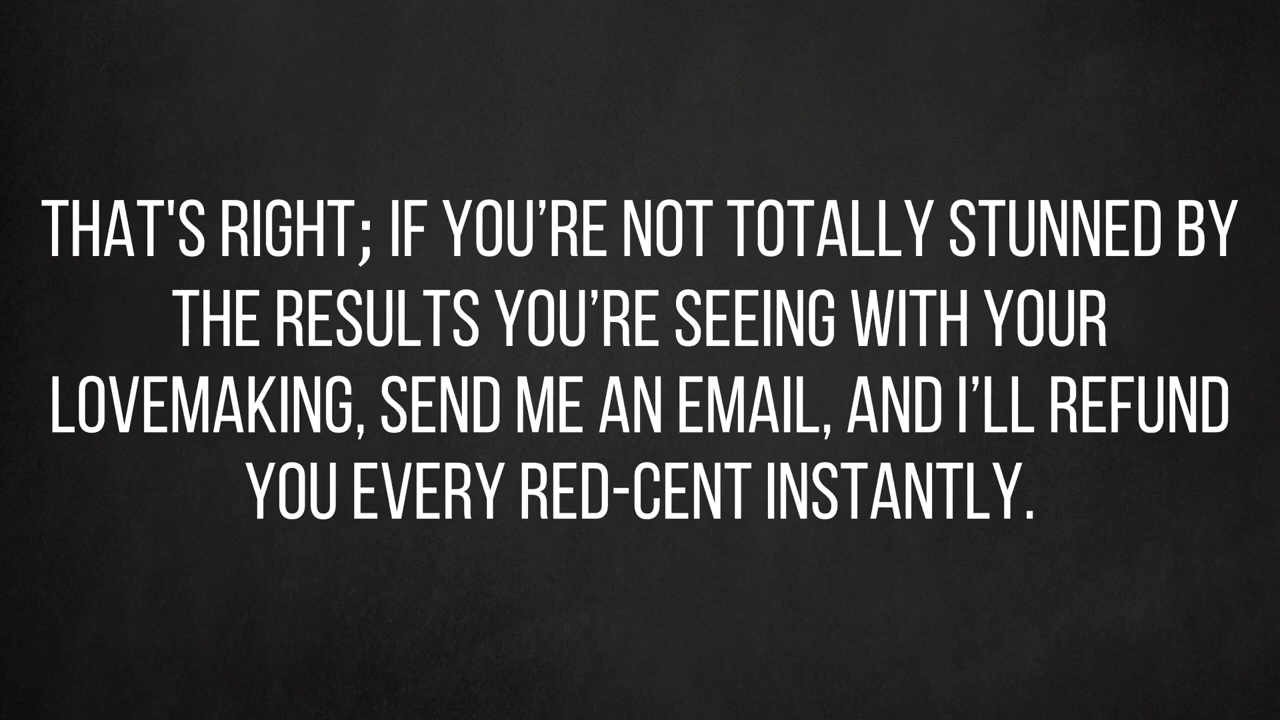 THAT'S RIGHT; IF YOU’RE NOT TOTALLY STUNNED BY
THE RESULTS YOU’RE SEEING WITH YOUR
LOVEMAKING, SEND ME AN EMAIL, AND I’LL REFUND
YOU EVERY RED-CENT INSTANTLY.